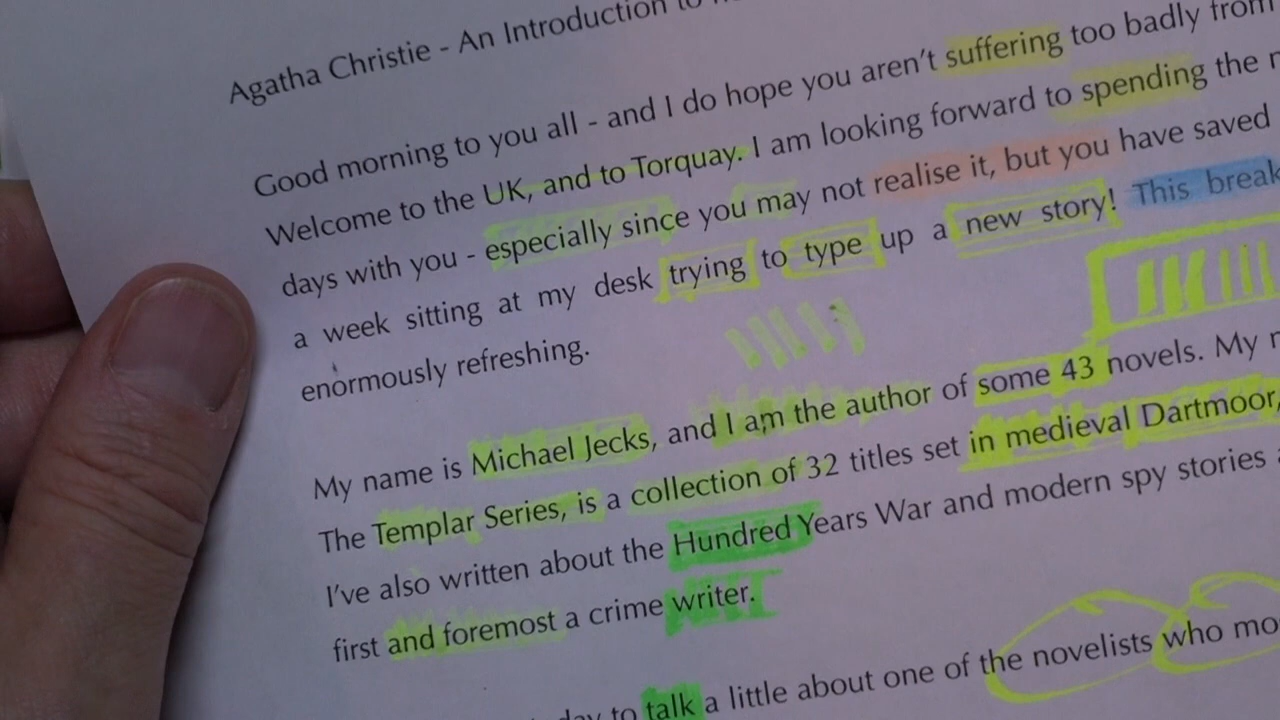 Agatha Christie - An Introduction to
Good morning to you all - and I do hope you aren't suffering too badly from
Welcome to the UK, and to Torquay. I am looking forward to spending the
days with you - especially since you may not realise it, but you have saved
a week sitting at my desk trying to type up a new story! This break
enormously refreshing.
My name is Michael Jecks, and I am the author of some 43 novels. My
The Templar Series, is a collection of 32 titles set in medieval Dartmoor,
I've also written about the Hundred Years War and modern spy stories
first and foremost a crime writer.
to talk a little about one of the novelists who